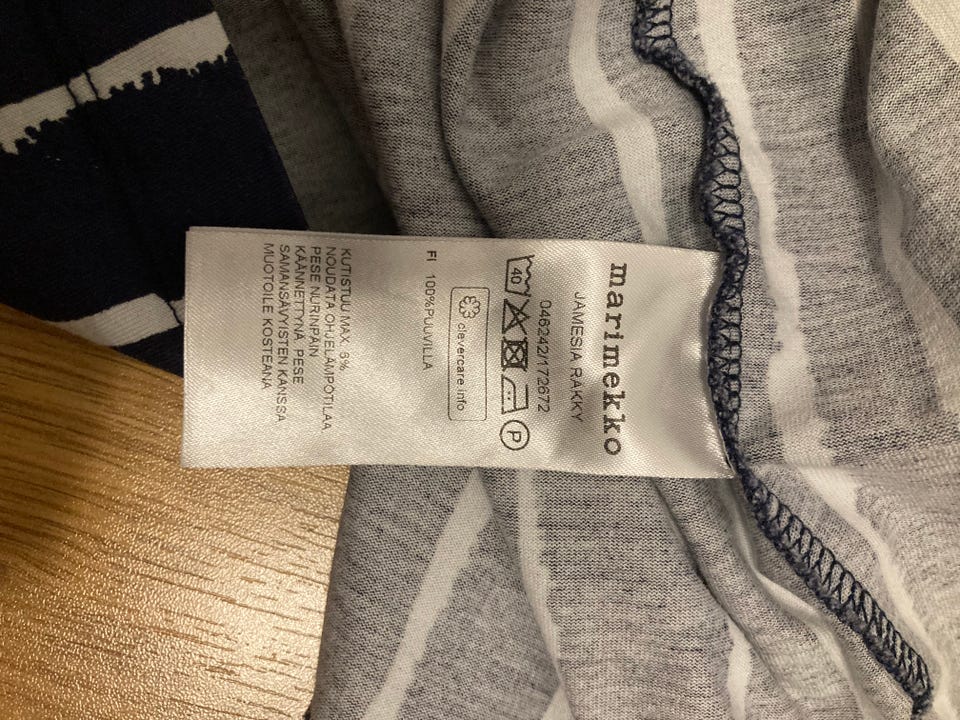 marimekko
JAMESIA RAKKY
046242/172672
40
P
clevercare.info
FI 100%PUUVILLA
KUTISTUU MAX. 5%
NOUDATA OHJELÄMPÖTILAA
PESE NURINPÄIN
KÄÄNNETTYNÄ, PESE
SAMANSÄVYISTEN KANSSA
MUOTOILE KOSTEANA